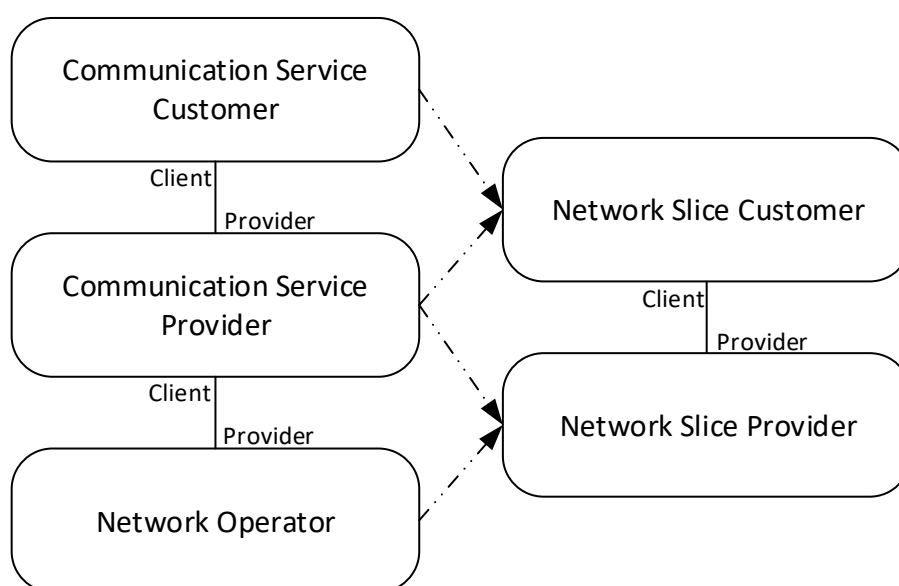 Communication Service
Customer
Client
Provider
Communication Service
Provider
Client
Provider
Network Operator
Network Slice Customer
Client
Provider
Network Slice Provider